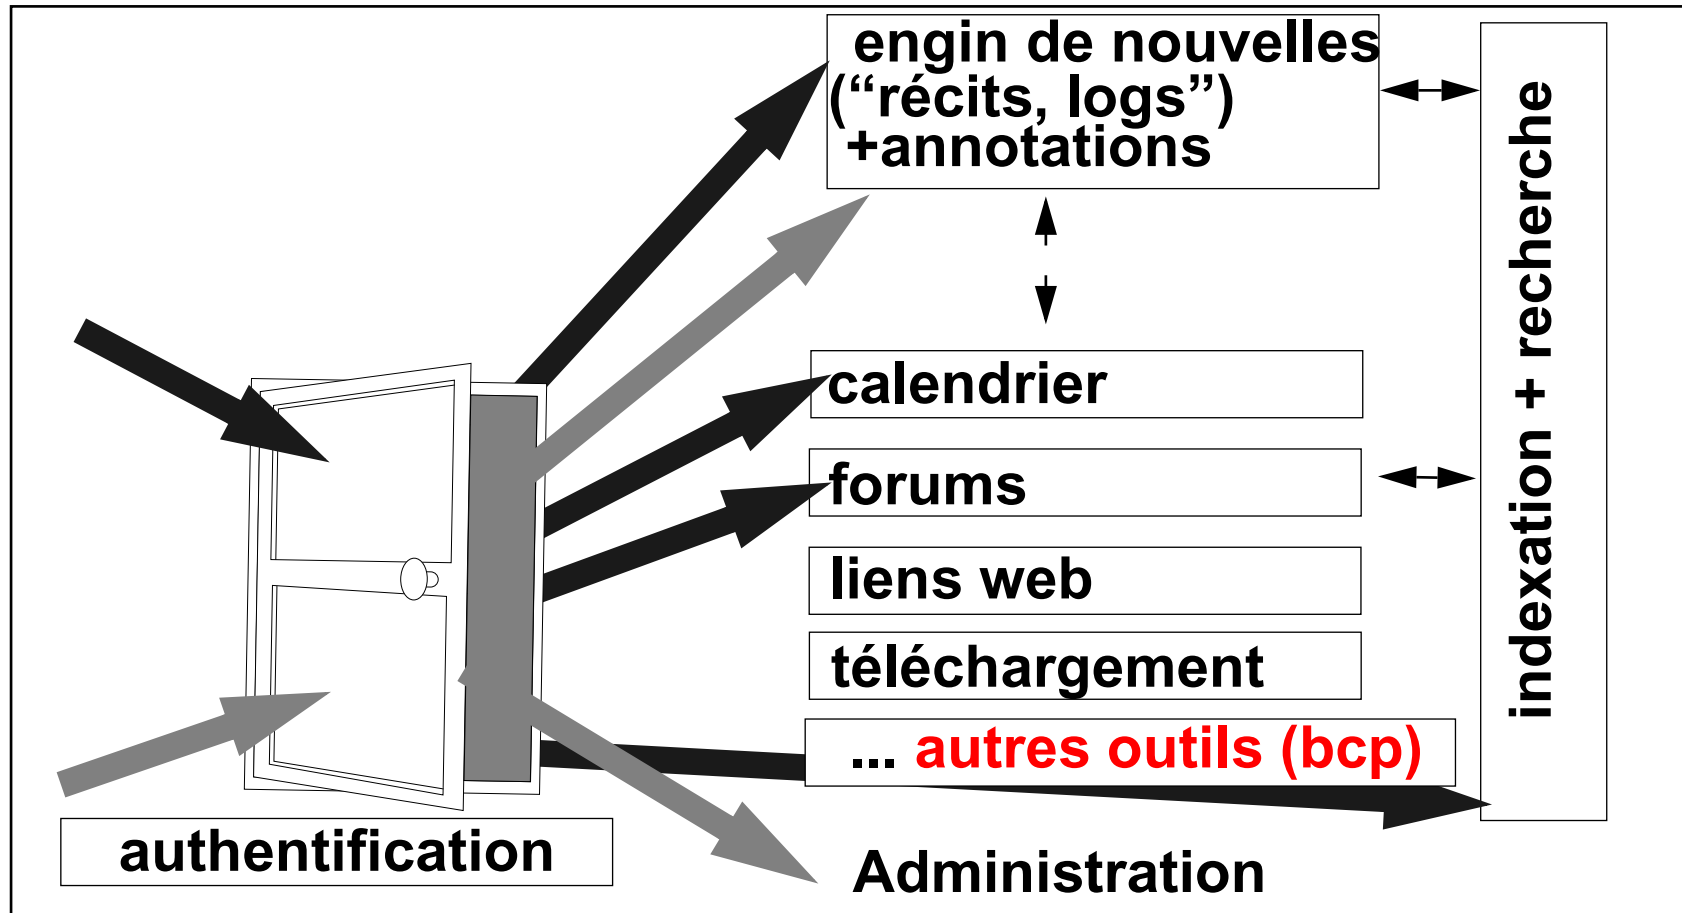 engin de nouvelles
(“récits, logs”)
+annotations
calendrier
forums
liens web
téléchargement
... autres outils (bcp)
Administration
authentification
indexation + recherche